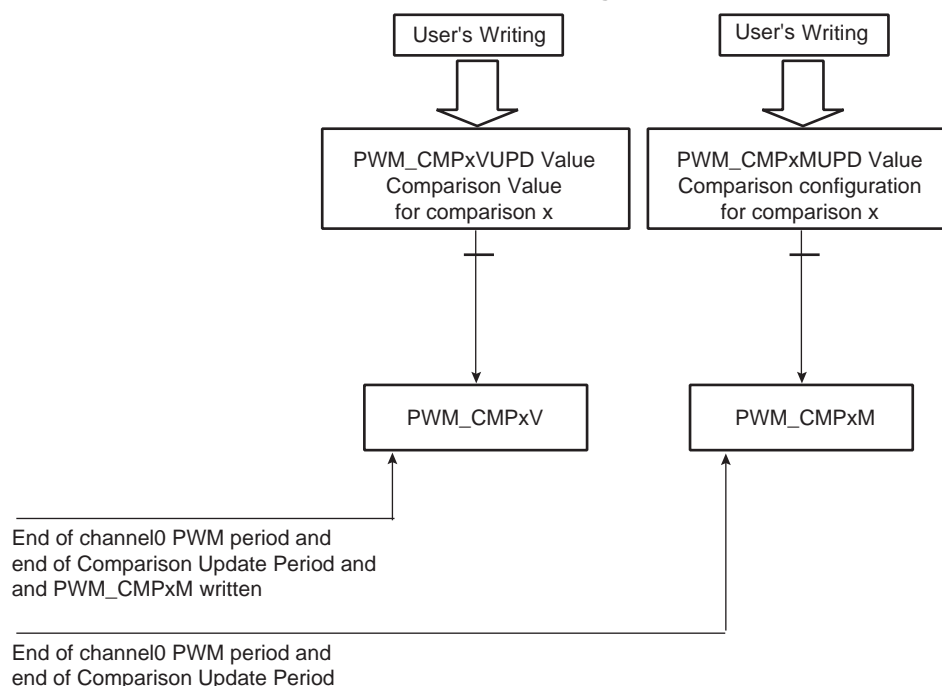 User's Writing
User's Writing
PWM_CMPxVUPD Value
Comparison Value
for comparison x
PWM_CMPxMUPD Value
Comparison configuration
for comparison x
PWM_CMPxV
PWM_CMPxM
End of channel0 PWM period and
end of Comparison Update Period and
and PWM_CMPxM written
End of channel0 PWM period and
end of Comparison Update Period